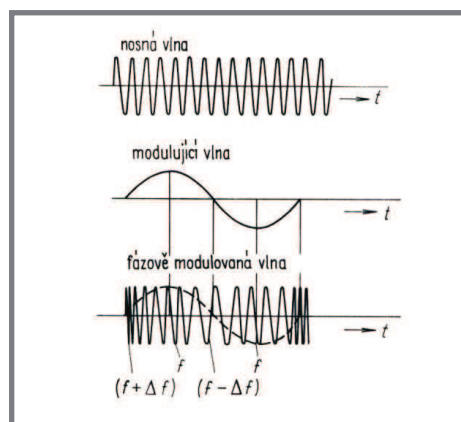 nosná vlna
t
modulující vlna
t
fázově modulovaná vlna
t
f f
(f+Δf) (f−Δf)